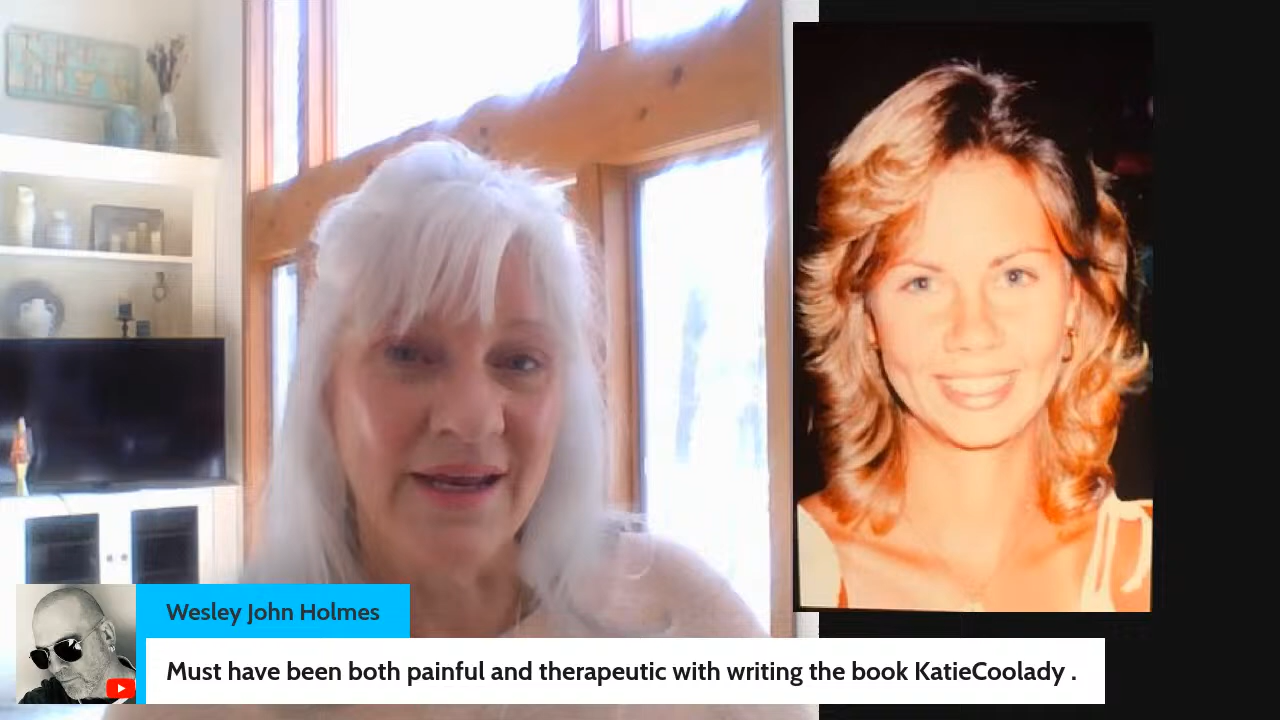 Wesley John Holmes
Must have been both painful and therapeutic with writing the book KatieCoolady .